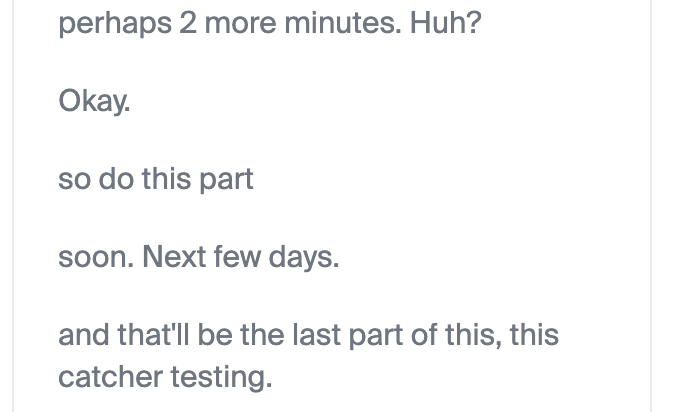 perhaps 2 more minutes. Huh?
Okay.
so do this part
soon. Next few days.
and that'll be the last part of this, this
catcher testing.